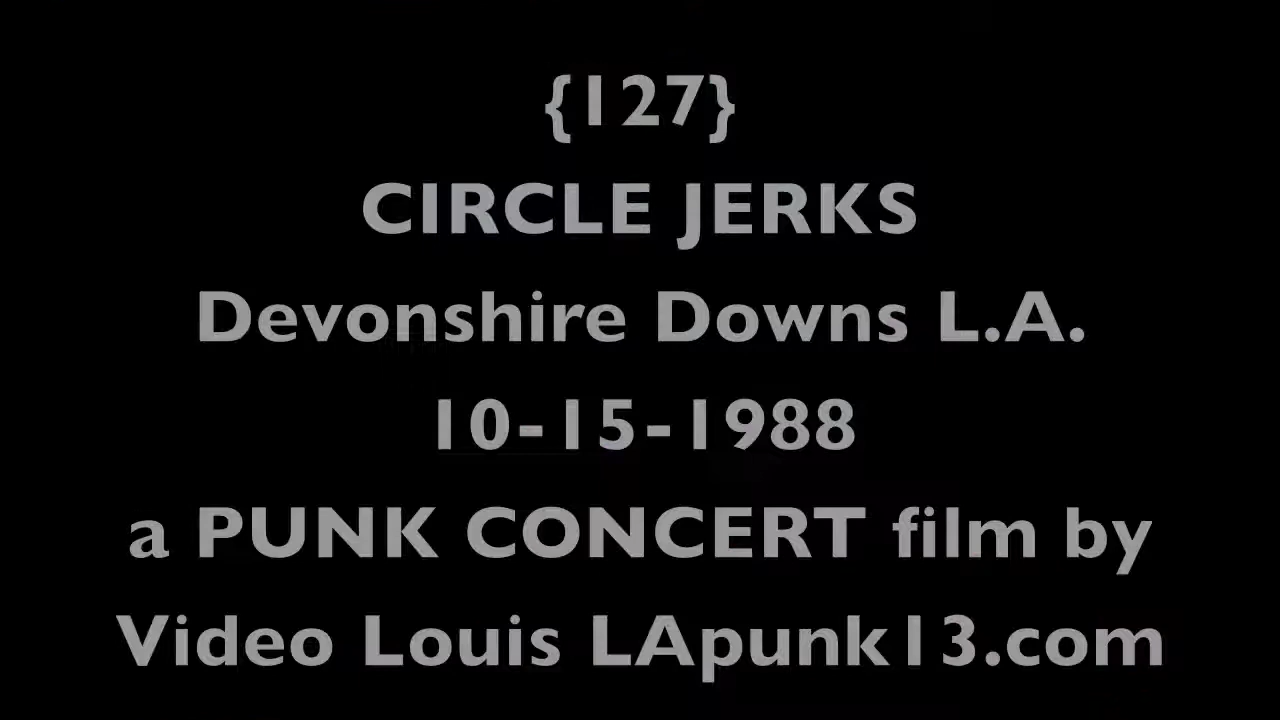 {127}
CIRCLE JERKS
Devonshire Downs L.A.
10-15-1988
a PUNK CONCERT film by
Video Louis LApunk13.com